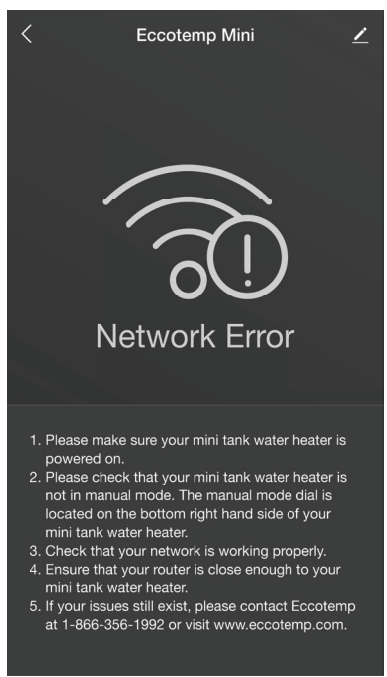 Eccotemp Mini
Network Error
1. Please make sure your mini tank water heater is
powered on.
2. Please check that your mini tank water heater is
not in manual mode. The manual mode dial is
located on the bottom right hand side of your
mini tank water heater.
3. Check that your network is working properly.
4. Ensure that your router is close enough to your
mini tank water heater.
5. If your issues still exist, please contact Eccotemp
at 1-866-356-1992 or visit www.eccotemp.com.